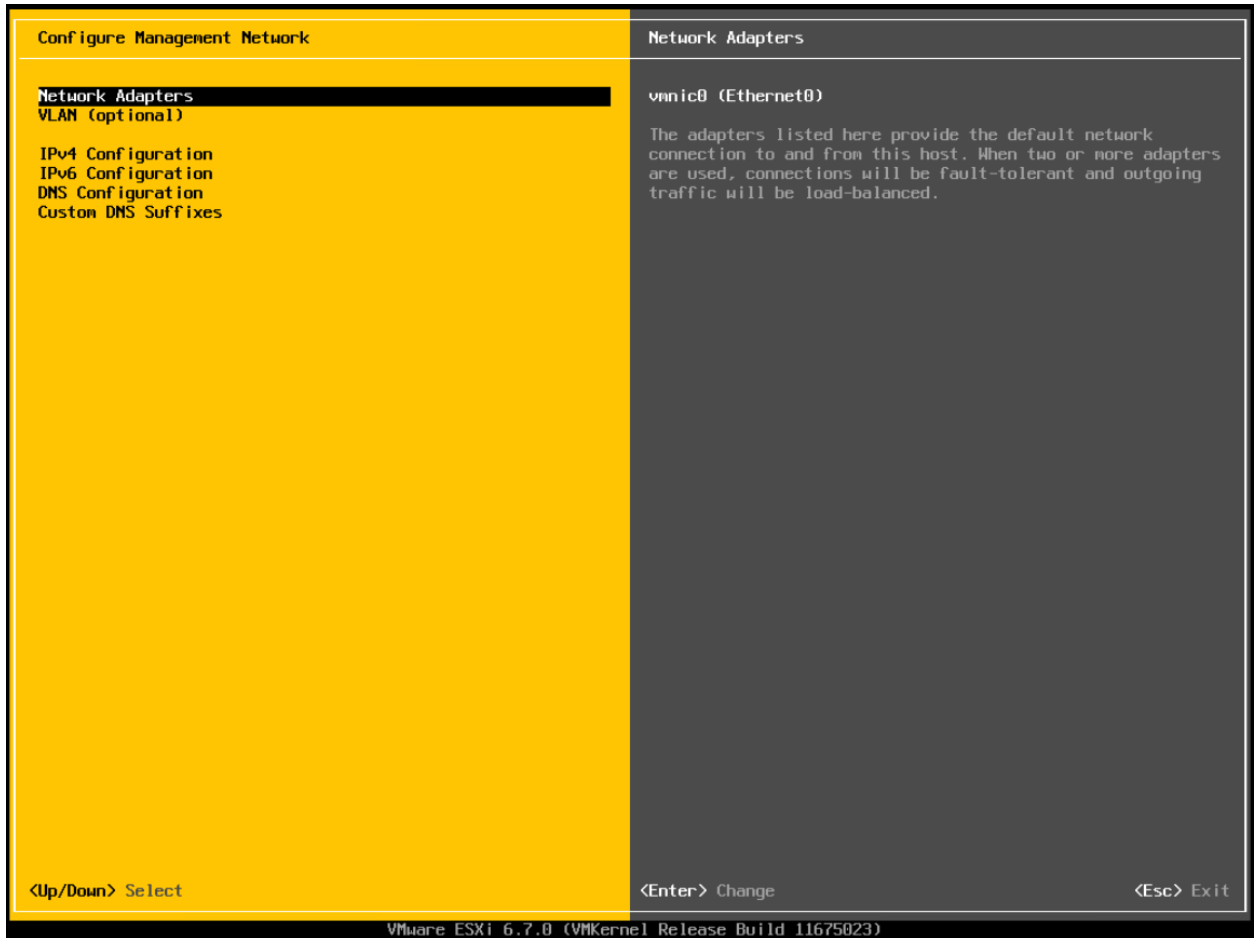 Configure Management Network
Network Adapters
VLAN (optional)
IPv4 Configuration
IPv6 Configuration
DNS Configuration
Custom DNS Suffixes
Network Adapters
vmnic0 (Ethernet0)
The adapters listed here provide the default network
connection to and from this host. When two or more adapters
are used, connections will be fault-tolerant and outgoing
traffic will be load-balanced.
<Up/Down> Select
<Enter> Change
<Esc> Exit
VMware ESXi 6.7.0 (VMKernel Release Build 11675023)